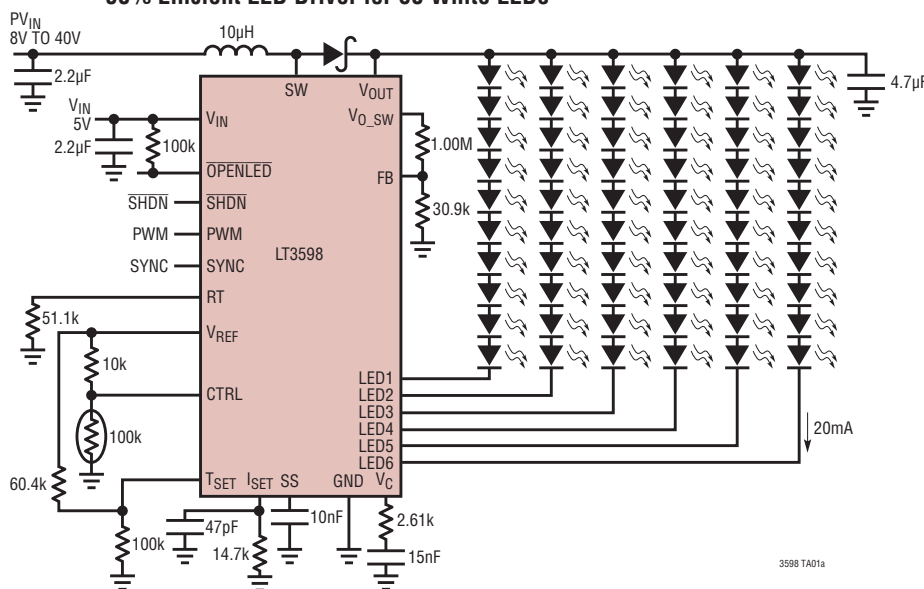 90% Efficient LED Driver for 60 White LEDs
PVIN
8V TO 40V
10µH
2.2µF
4.7µF
SW
VOUT
VIN
5V
2.2µF
100k
VIN
VO_SW
1.00M
OPENLED
FB
30.9k
SHDN
SHDN
PWM
PWM
SYNC
SYNC
LT3598
RT
51.1k
VREF
10k
CTRL
100k
LED1
LED2
LED3
LED4
LED5
LED6
20mA
60.4k
TSET
ISET
SS
GND
VC
100k
47pF
14.7k
10nF
2.61k
15nF
3598 TA01a